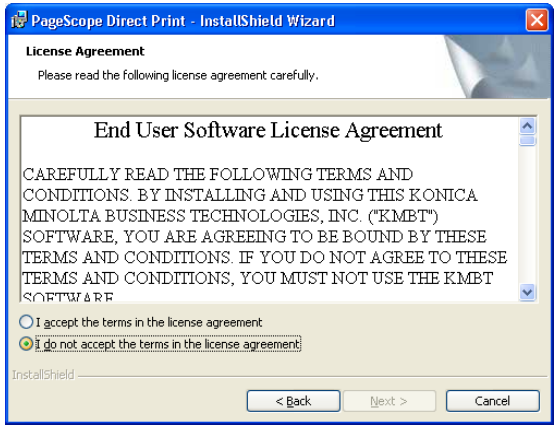 PageScope Direct Print - InstallShield Wizard
License Agreement
Please read the following license agreement carefully.
End User Software License Agreement
CAREFULLY READ THE FOLLOWING TERMS AND
CONDITIONS. BY INSTALLING AND USING THIS KONICA
MINOLTA BUSINESS TECHNOLOGIES, INC. ("KMBT")
SOFTWARE, YOU ARE AGREEING TO BE BOUND BY THESE
TERMS AND CONDITIONS. IF YOU DO NOT AGREE TO THESE
TERMS AND CONDITIONS, YOU MUST NOT USE THE KMBT
SOFTWARE
I accept the terms in the license agreement
I do not accept the terms in the license agreement
InstallShield
< Back
Next >
Cancel